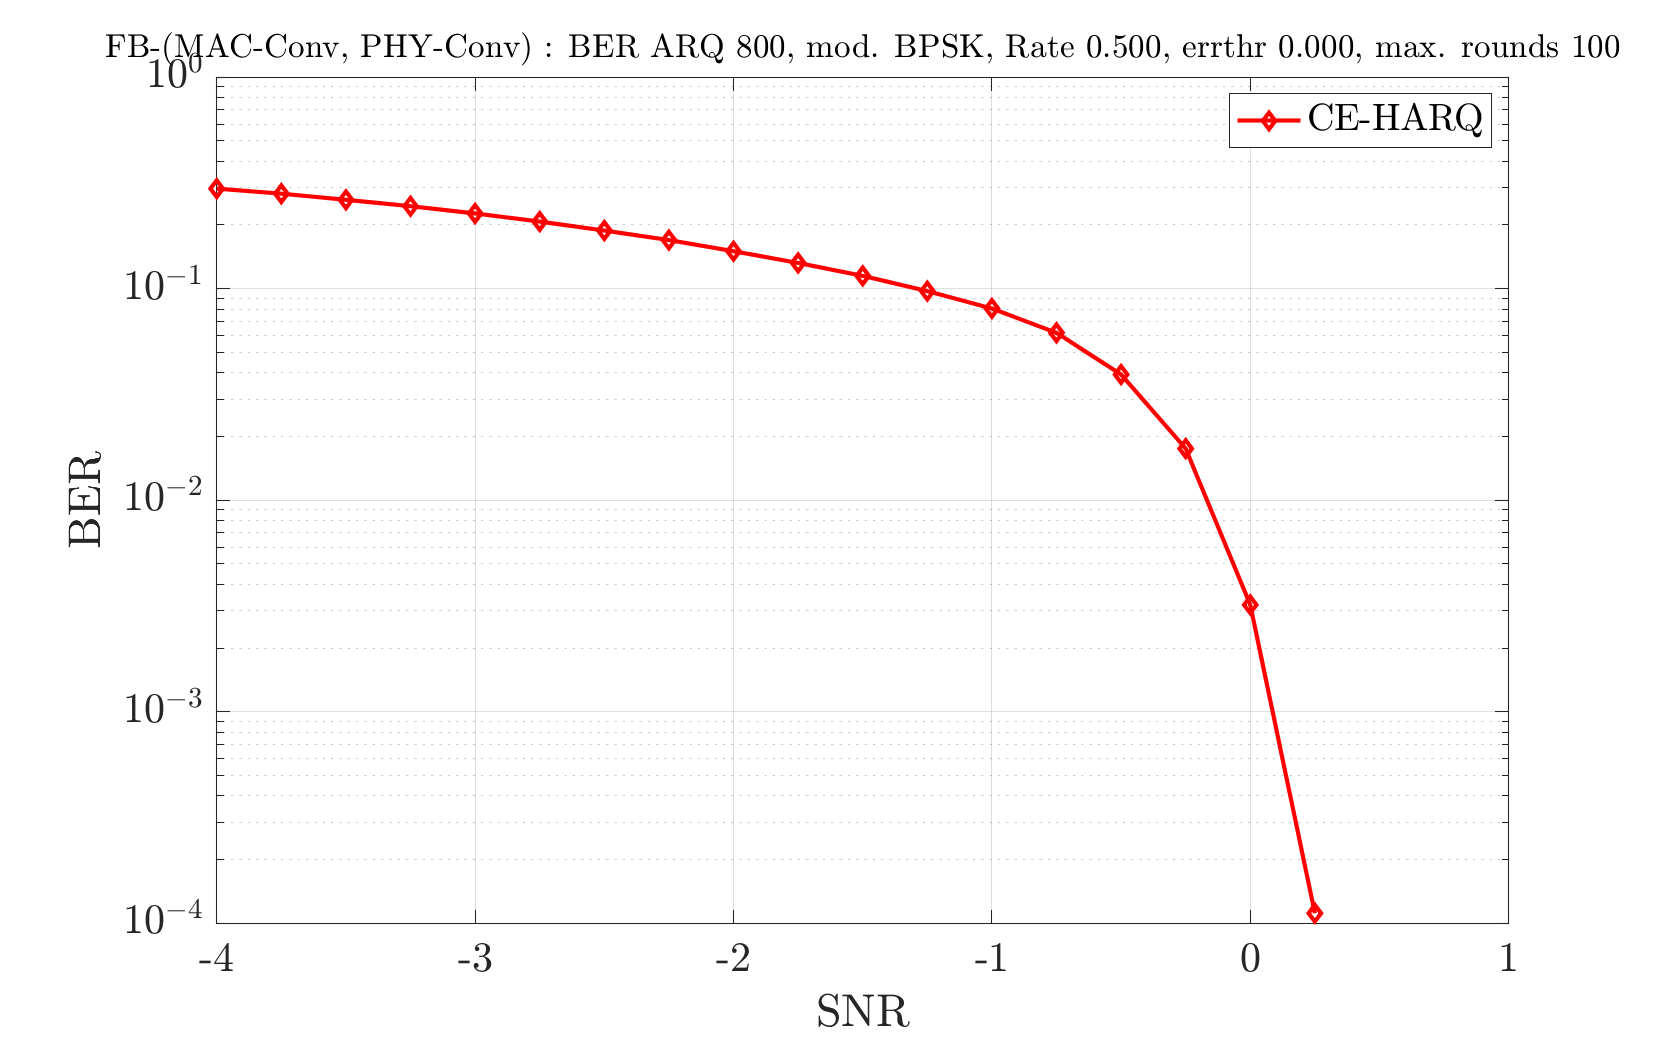 FB-(MAC-Conv, PHY-Conv) : BER ARQ 800, mod. BPSK, Rate 0.500, errthr 0.000, max. rounds 100
10^0
CE-HARQ
10^{-1}
10^{-2}
BER
10^{-3}
10^{-4}
-4 -3 -2 -1 0 1
SNR